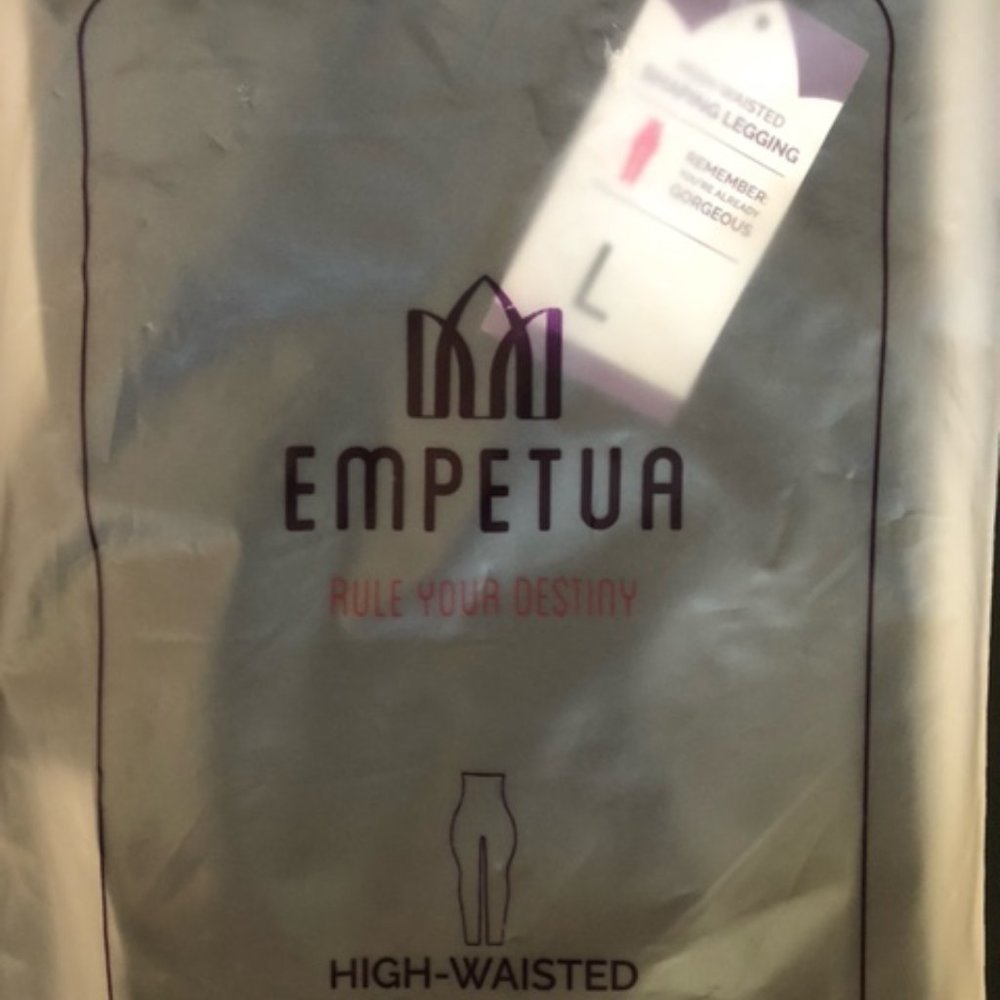 HIGH-WAISTED
SHAPING LEGGING
REMEMBER:
YOU'RE ALREADY
GORGEOUS
L
EMPETUA
RULE YOUR DESTINY
HIGH-WAISTED